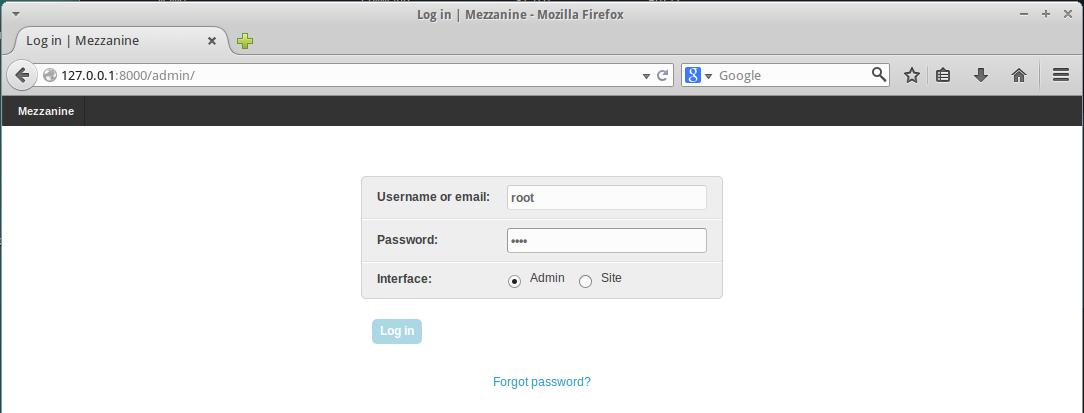 Log in | Mezzanine - Mozilla Firefox
Log in | Mezzanine
127.0.0.1:8000/admin/
Google
Mezzanine
Username or email: root
Password: ••••
Interface: Admin Site
Log in
Forgot password?